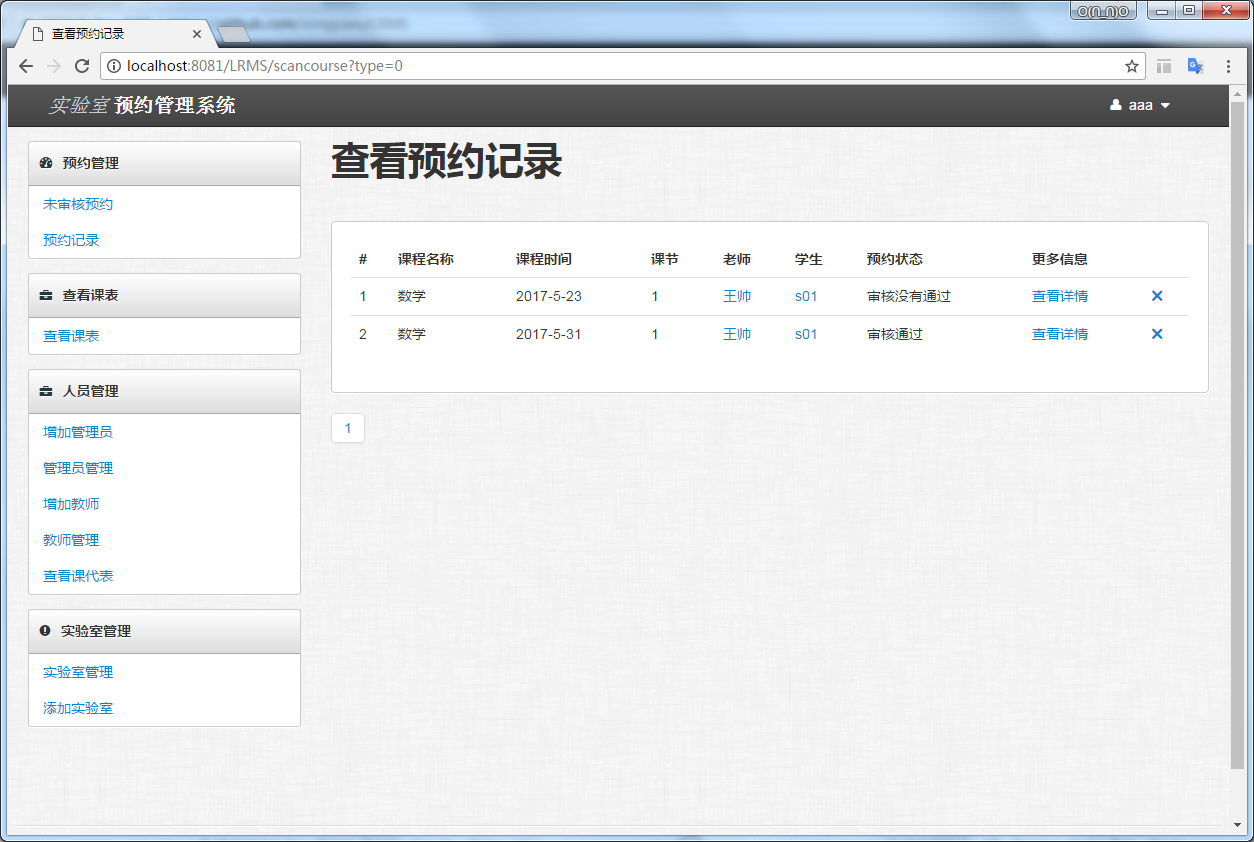 O(∩_∩)O
查看预约记录
localhost:8081/LRMS/scancourse?type=0
实验室 预约管理系统
aaa
预约管理
未审核预约
预约记录
查看课表
查看课表
人员管理
增加管理员
管理员管理
增加教师
教师管理
查看课代表
实验室管理
实验室管理
添加实验室
查看预约记录
# 课程名称 课程时间 课节 老师 学生 预约状态 更多信息
1 数学 2017-5-23 1 王帅 s01 审核没有通过 查看详情
2 数学 2017-5-31 1 王帅 s01 审核通过 查看详情
1